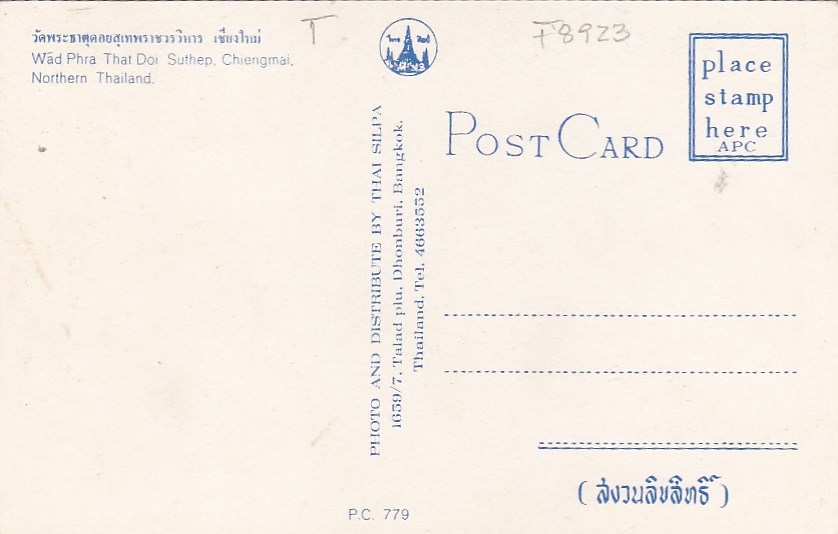 วัดพระธาตุดอยสุเทพราชวรวิหาร เชียงใหม่
Wād Phra That Doi Suthep, Chiengmai,
Northern Thailand.
T
F8923
PHOTO AND DISTRIBUTE BY THAI SILPA
1659/7, Talad plu, Dhonburi, Bangkok.
Thailand. Tel. 4663552
POST CARD
place
stamp
here
APC
(สงวนลิขสิทธิ์)
P.C. 779